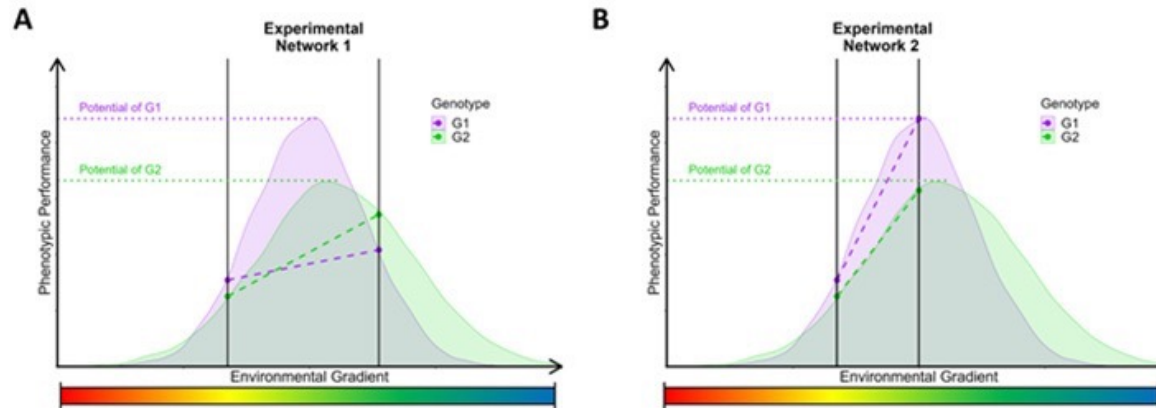 A
Experimental
Network 1
Phenotypic Performance
Potential of G1
Potential of G2
Genotype
G1
G2
Environmental Gradient
B
Experimental
Network 2
Phenotypic Performance
Potential of G1
Potential of G2
Genotype
G1
G2
Environmental Gradient